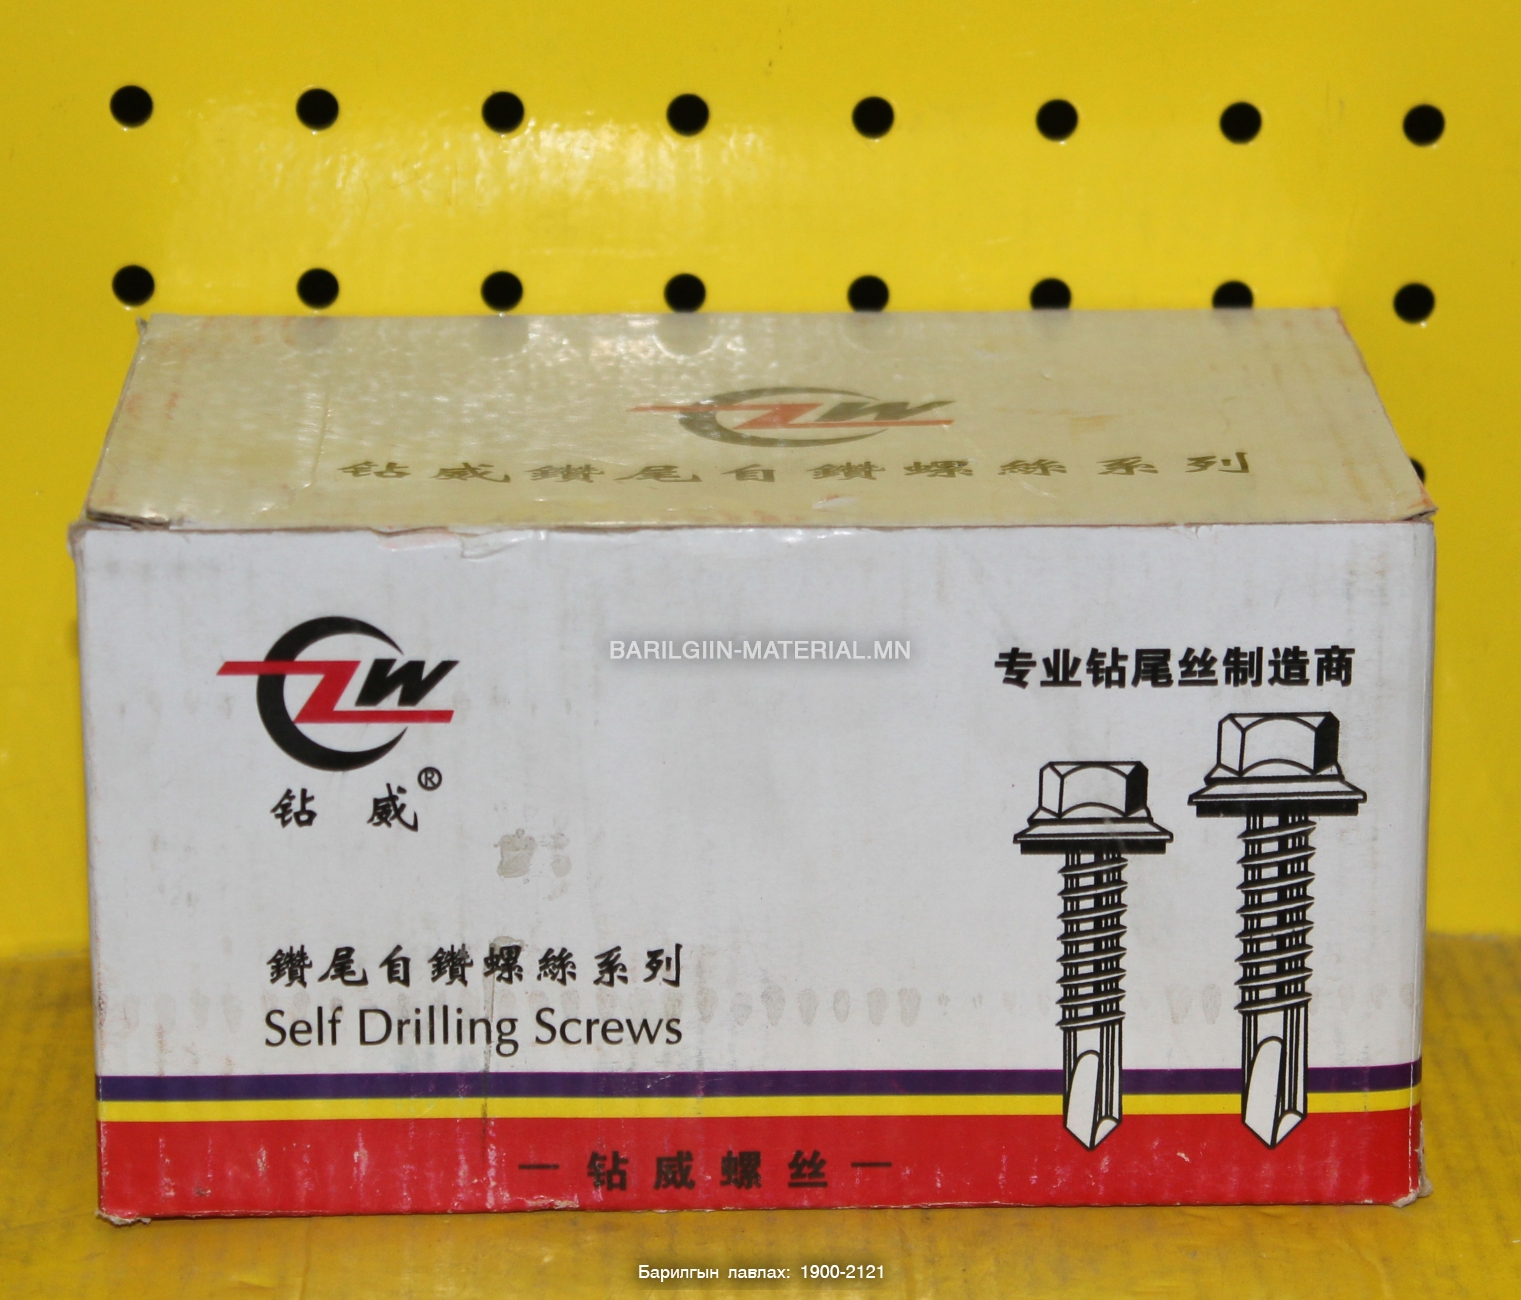 ZW
钻威鑽尾自鑽螺絲系列
ZW
钻威®
BARILGIIN-MATERIAL.MN
专业钻尾丝制造商
鑽尾自鑽螺絲系列
Self Drilling Screws
— 钻威螺丝 —
Барилгын лавлах: 1900-2121